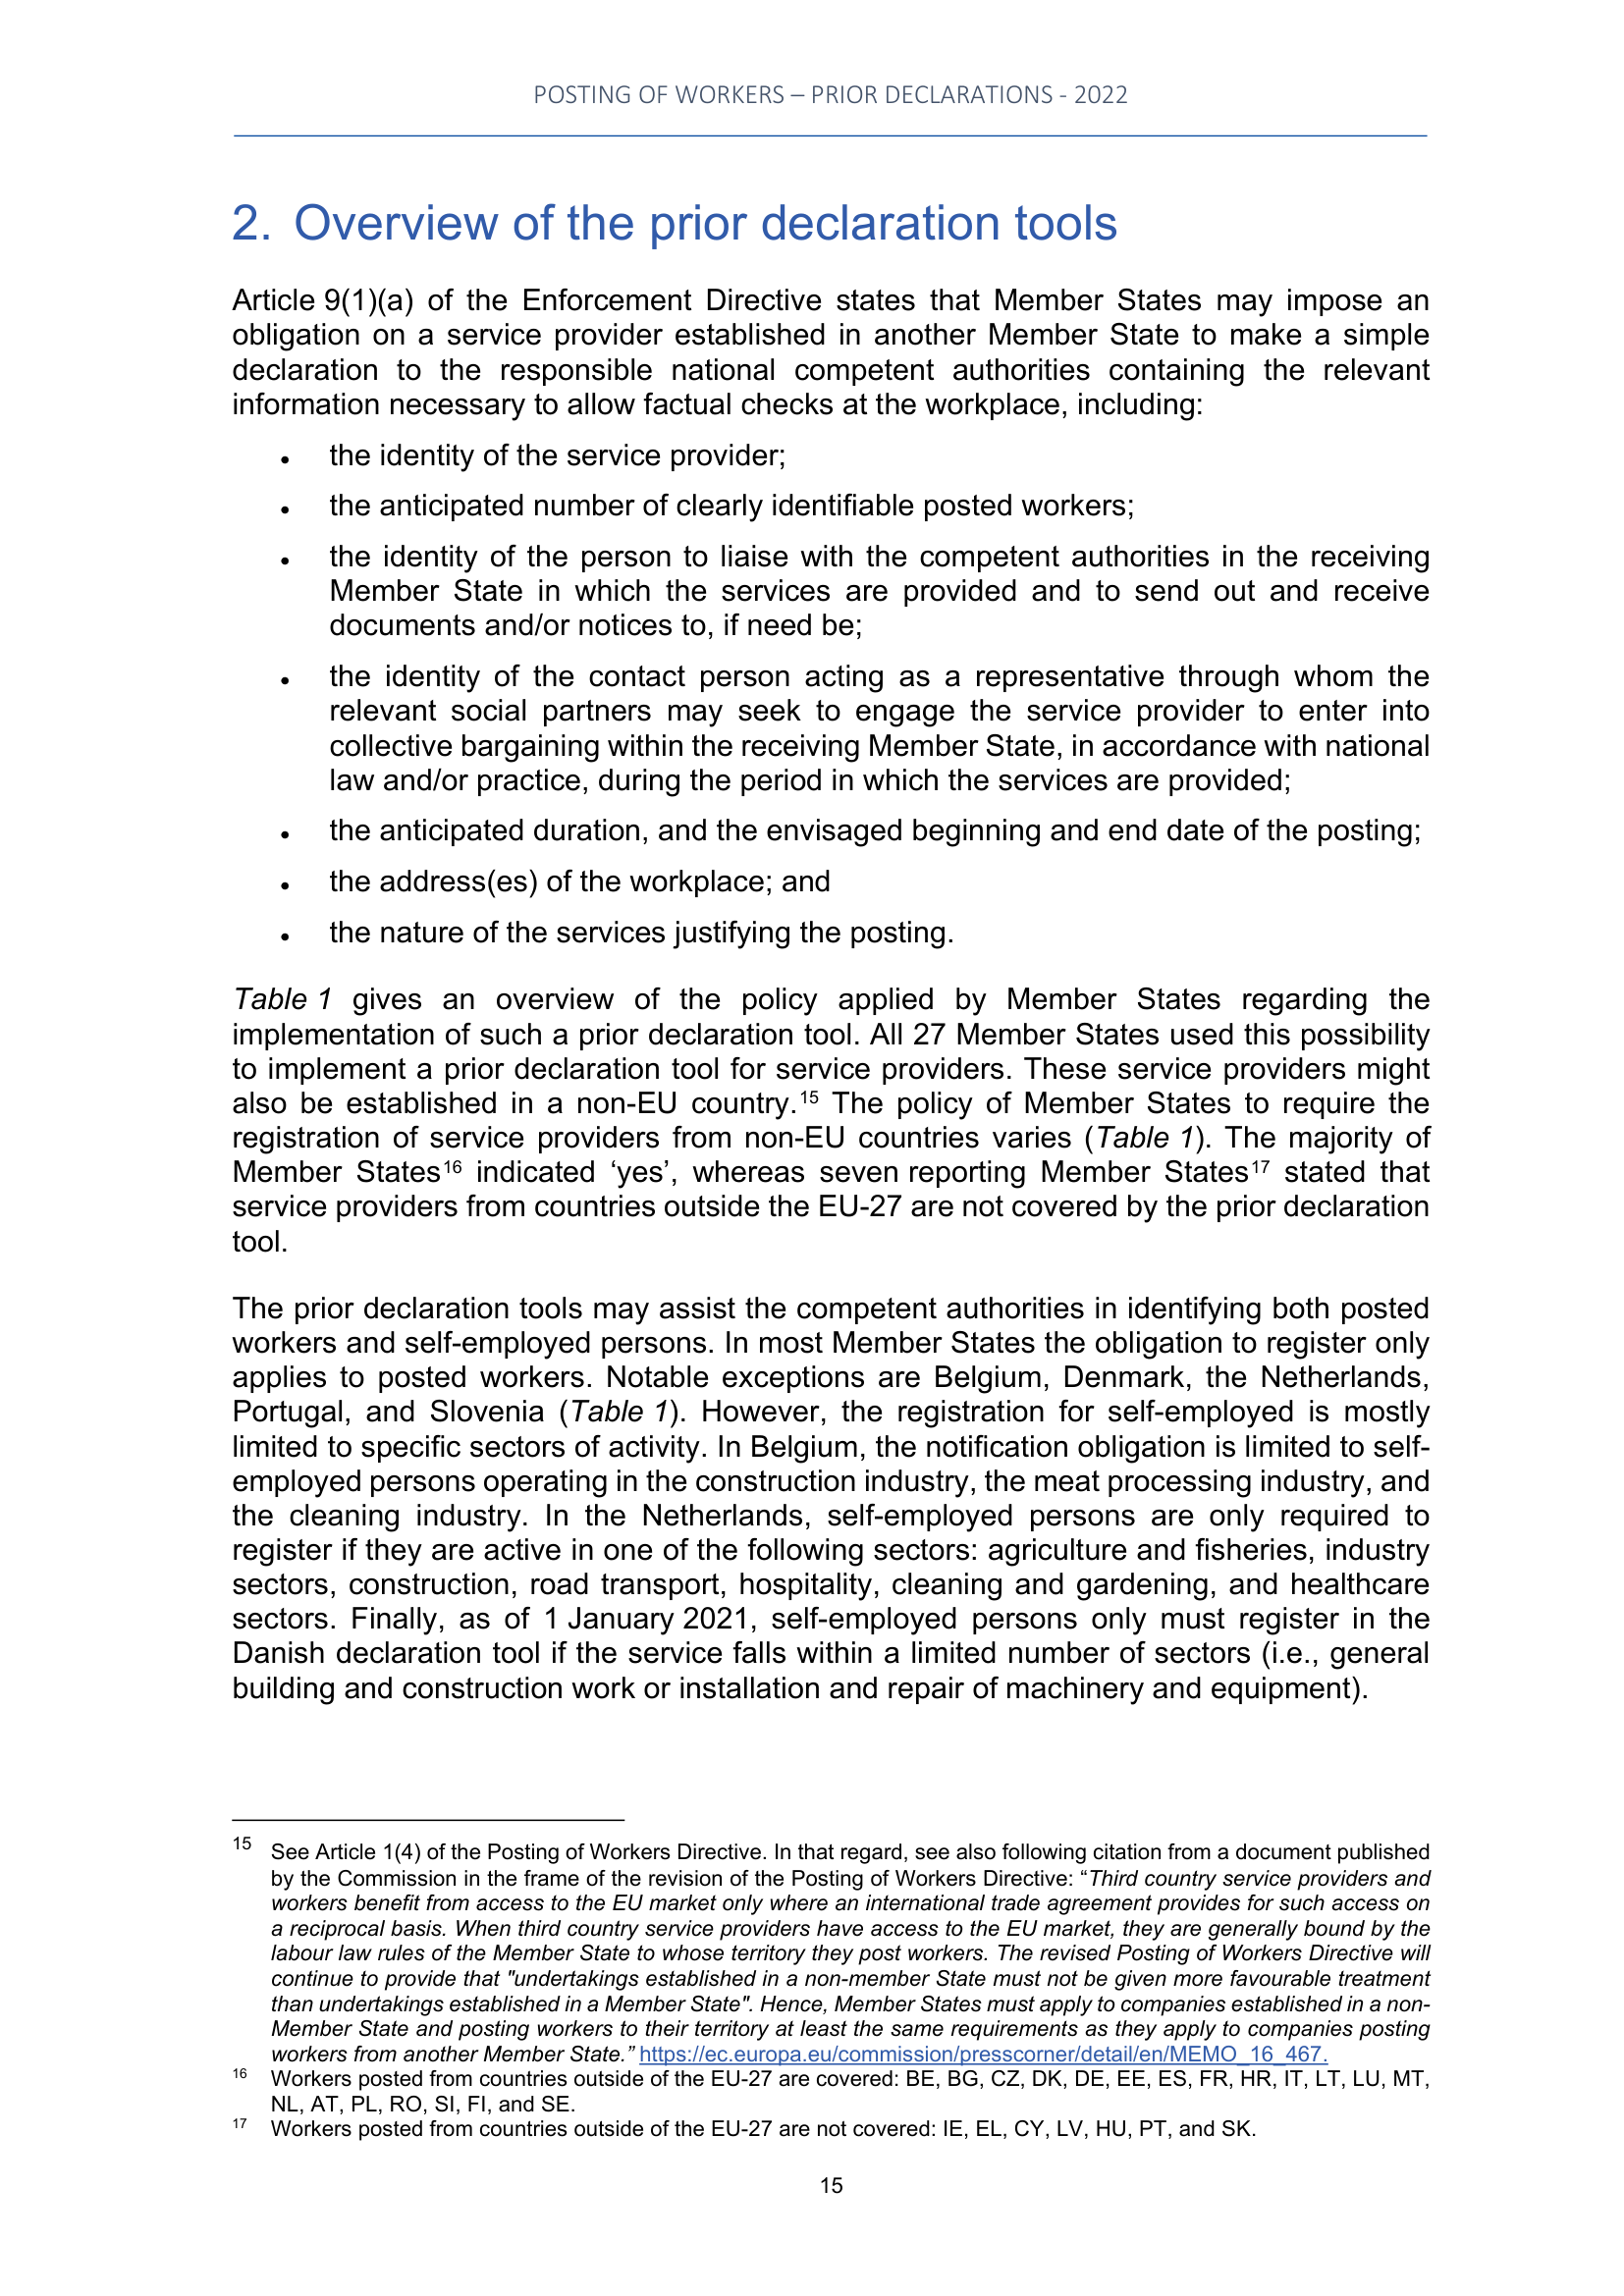 POSTING OF WORKERS – PRIOR DECLARATIONS - 2022
2. Overview of the prior declaration tools
Article 9(1)(a) of the Enforcement Directive states that Member States may impose an
obligation on a service provider established in another Member State to make a simple
declaration to the responsible national competent authorities containing the relevant
information necessary to allow factual checks at the workplace, including:
• the identity of the service provider;
• the anticipated number of clearly identifiable posted workers;
• the identity of the person to liaise with the competent authorities in the receiving
Member State in which the services are provided and to send out and receive
documents and/or notices to, if need be;
• the identity of the contact person acting as a representative through whom the
relevant social partners may seek to engage the service provider to enter into
collective bargaining within the receiving Member State, in accordance with national
law and/or practice, during the period in which the services are provided;
• the anticipated duration, and the envisaged beginning and end date of the posting;
• the address(es) of the workplace; and
• the nature of the services justifying the posting.
Table 1 gives an overview of the policy applied by Member States regarding the
implementation of such a prior declaration tool. All 27 Member States used this possibility
to implement a prior declaration tool for service providers. These service providers might
also be established in a non-EU country.15 The policy of Member States to require the
registration of service providers from non-EU countries varies (Table 1). The majority of
Member States16 indicated ‘yes’, whereas seven reporting Member States17 stated that
service providers from countries outside the EU-27 are not covered by the prior declaration
tool.
The prior declaration tools may assist the competent authorities in identifying both posted
workers and self-employed persons. In most Member States the obligation to register only
applies to posted workers. Notable exceptions are Belgium, Denmark, the Netherlands,
Portugal, and Slovenia (Table 1). However, the registration for self-employed is mostly
limited to specific sectors of activity. In Belgium, the notification obligation is limited to self-
employed persons operating in the construction industry, the meat processing industry, and
the cleaning industry. In the Netherlands, self-employed persons are only required to
register if they are active in one of the following sectors: agriculture and fisheries, industry
sectors, construction, road transport, hospitality, cleaning and gardening, and healthcare
sectors. Finally, as of 1 January 2021, self-employed persons only must register in the
Danish declaration tool if the service falls within a limited number of sectors (i.e., general
building and construction work or installation and repair of machinery and equipment).
15 See Article 1(4) of the Posting of Workers Directive. In that regard, see also following citation from a document published
by the Commission in the frame of the revision of the Posting of Workers Directive: “Third country service providers and
workers benefit from access to the EU market only where an international trade agreement provides for such access on
a reciprocal basis. When third country service providers have access to the EU market, they are generally bound by the
labour law rules of the Member State to whose territory they post workers. The revised Posting of Workers Directive will
continue to provide that "undertakings established in a non-member State must not be given more favourable treatment
than undertakings established in a Member State". Hence, Member States must apply to companies established in a non-
Member State and posting workers to their territory at least the same requirements as they apply to companies posting
workers from another Member State.” https://ec.europa.eu/commission/presscorner/detail/en/MEMO_16_467.
16 Workers posted from countries outside of the EU-27 are covered: BE, BG, CZ, DK, DE, EE, ES, FR, HR, IT, LT, LU, MT,
NL, AT, PL, RO, SI, FI, and SE.
17 Workers posted from countries outside of the EU-27 are not covered: IE, EL, CY, LV, HU, PT, and SK.
15